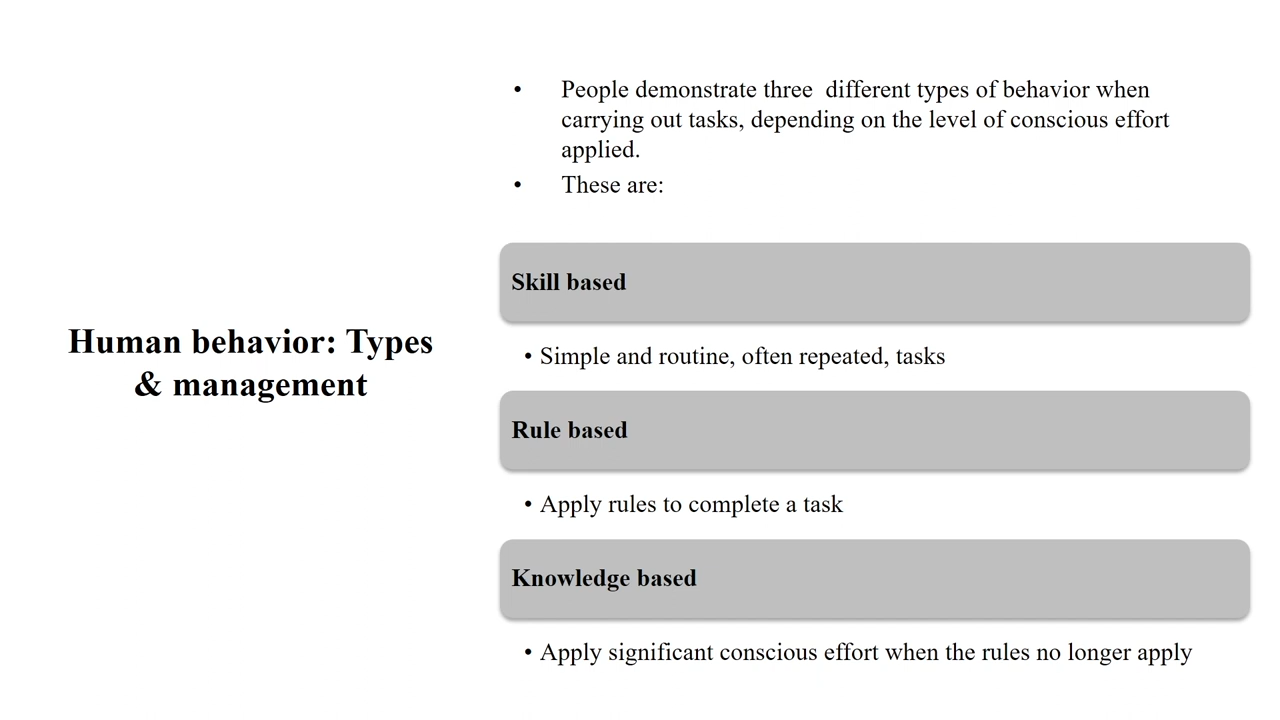 Human behavior: Types
& management
• People demonstrate three  different types of behavior when
carrying out tasks, depending on the level of conscious effort
applied.
• These are:
Skill based
• Simple and routine, often repeated, tasks
Rule based
• Apply rules to complete a task
Knowledge based
• Apply significant conscious effort when the rules no longer apply